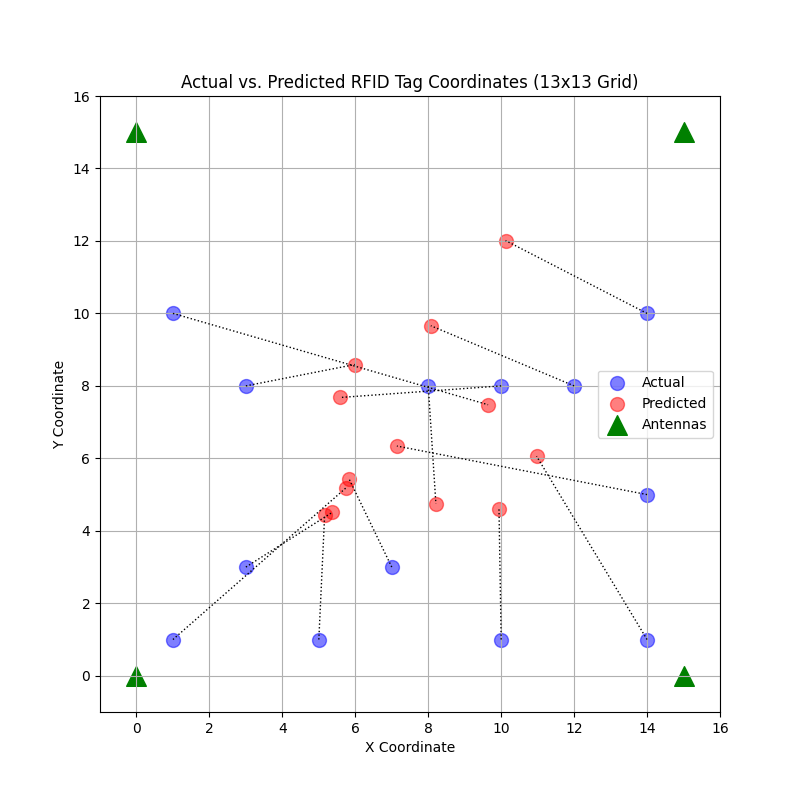 Actual vs. Predicted RFID Tag Coordinates (13x13 Grid)
16
14
12
10
8
6
4
2
0
Y Coordinate
Actual
Predicted
Antennas
0 2 4 6 8 10 12 14 16
X Coordinate